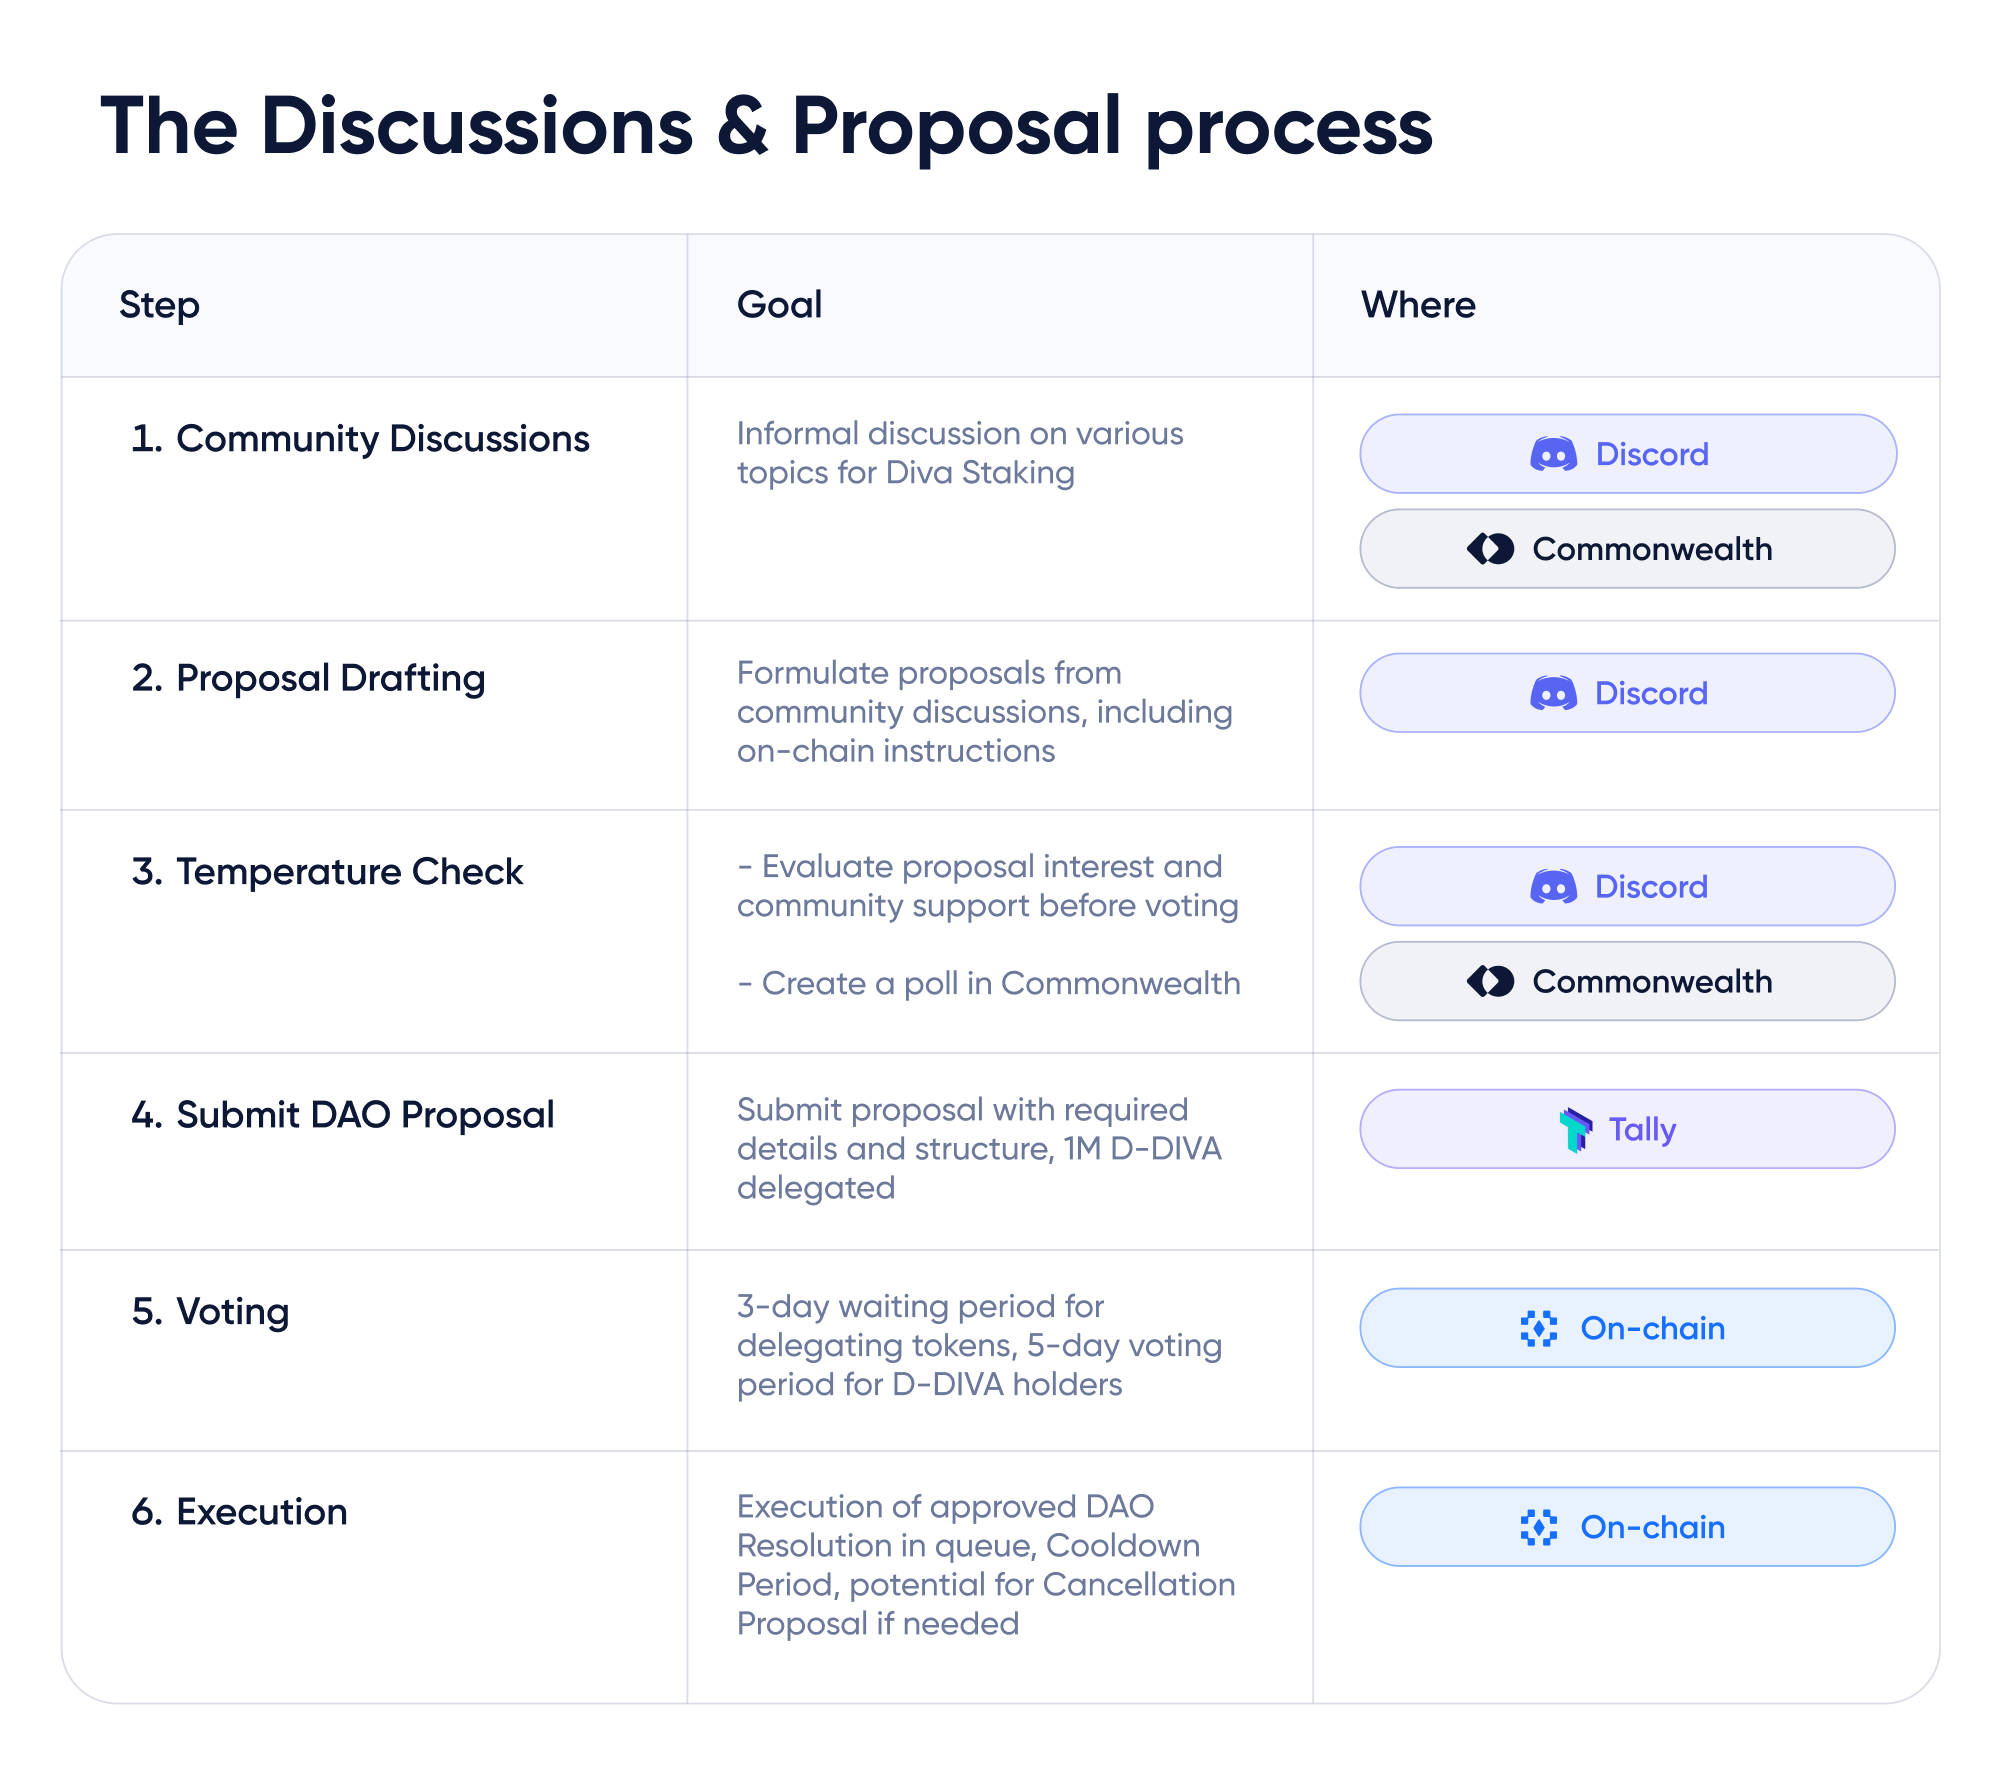 The Discussions & Proposal process
Step
Goal
Where
1. Community Discussions
Informal discussion on various
topics for Diva Staking
Discord
Commonwealth
2. Proposal Drafting
Formulate proposals from
community discussions, including
on-chain instructions
Discord
3. Temperature Check
- Evaluate proposal interest and
community support before voting
- Create a poll in Commonwealth
Discord
Commonwealth
4. Submit DAO Proposal
Submit proposal with required
details and structure, 1M D-DIVA
delegated
Tally
5. Voting
3-day waiting period for
delegating tokens, 5-day voting
period for D-DIVA holders
On-chain
6. Execution
Execution of approved DAO
Resolution in queue, Cooldown
Period, potential for Cancellation
Proposal if needed
On-chain